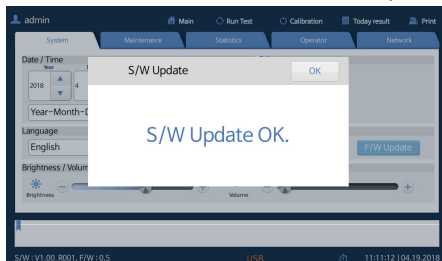 admin Main Run Test Calibration Today result Print
System Maintenance Statistics Operator Network
Date / Time
Year
S/W Update OK
2018 4
S/W Update OK.
Year-Month-D
Language
English F/W Update
Brightness / Volum
Brightness Volume
S/W : V1.00_R001, F/W : 0.5 USB 11:11:12 | 04.19.2018